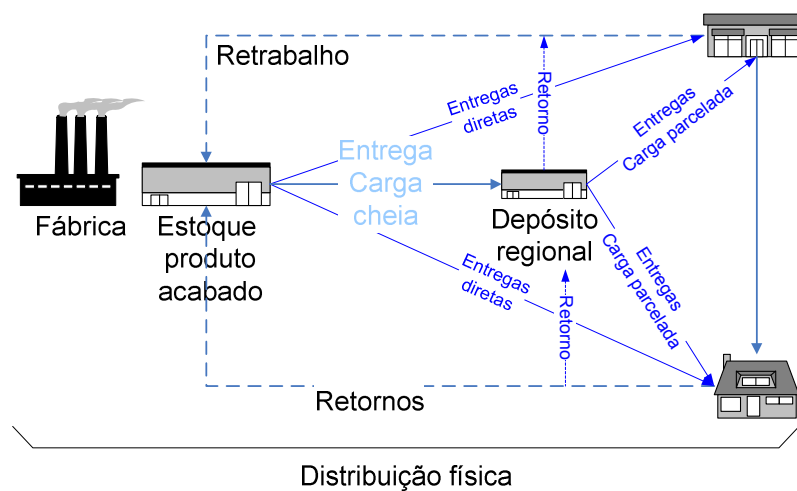 Retrabalho
Retorno
Entregas
diretas
Entregas
Carga parcelada
Entrega
Carga
cheia
Fábrica
Estoque
produto
acabado
Depósito
regional
Entregas
diretas
Retorno
Entregas
Carga parcelada
Retornos
Distribuição física